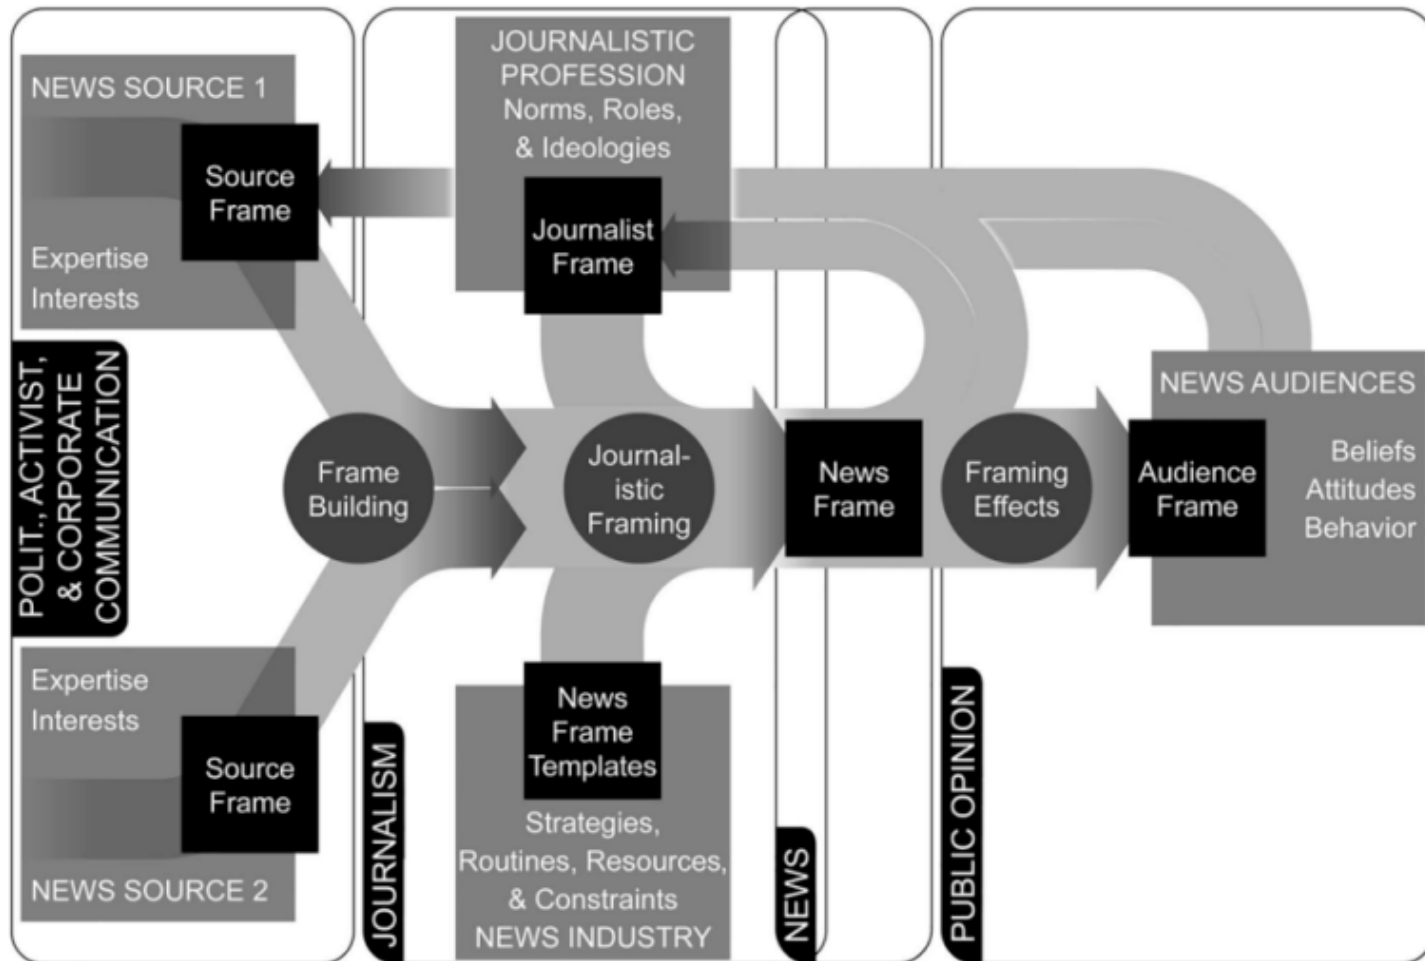 NEWS SOURCE 1
Source
Frame
Expertise
Interests
POLIT., ACTIVIST,
& CORPORATE
COMMUNICATION
Expertise
Interests
Source
Frame
NEWS SOURCE 2
Frame
Building
JOURNALISM
JOURNALISTIC
PROFESSION
Norms, Roles,
& Ideologies
Journalist
Frame
Journal-
istic
Framing
News
Frame
Templates
Strategies,
Routines, Resources,
& Constraints
NEWS INDUSTRY
NEWS
News
Frame
PUBLIC OPINION
Framing
Effects
NEWS AUDIENCES
Audience
Frame
Beliefs
Attitudes
Behavior